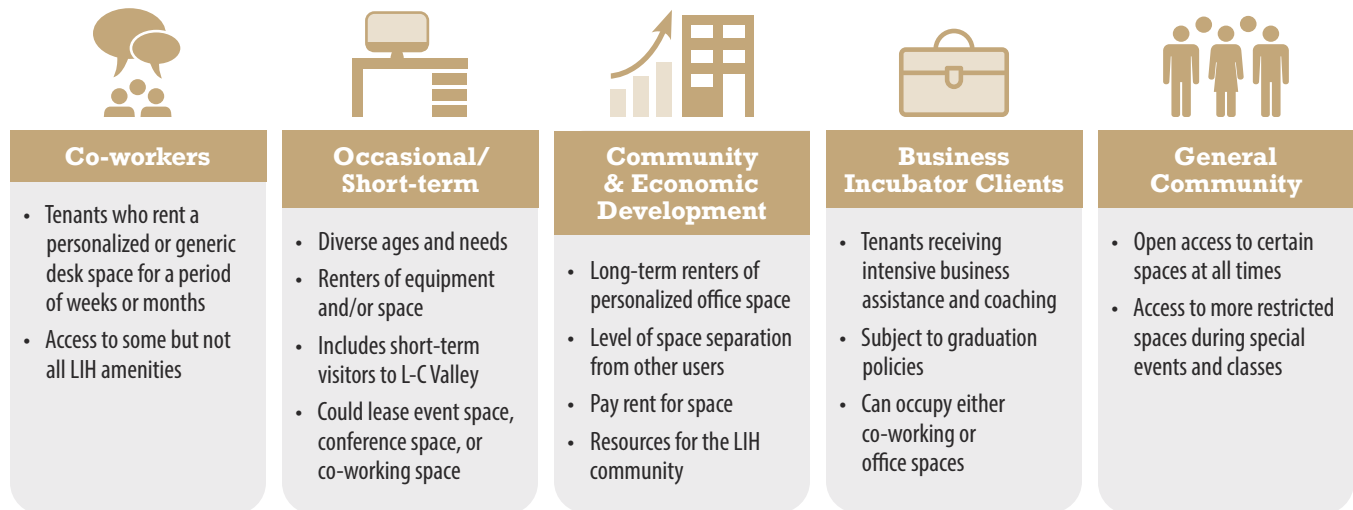 Co-workers
• Tenants who rent a
personalized or generic
desk space for a period
of weeks or months
• Access to some but not
all LIH amenities
Occasional/
Short-term
• Diverse ages and needs
• Renters of equipment
and/or space
• Includes short-term
visitors to L-C Valley
• Could lease event space,
conference space, or
co-working space
Community
& Economic
Development
• Long-term renters of
personalized office space
• Level of space separation
from other users
• Pay rent for space
• Resources for the LIH
community
Business
Incubator Clients
• Tenants receiving
intensive business
assistance and coaching
• Subject to graduation
policies
• Can occupy either
co-working or
office spaces
General
Community
• Open access to certain
spaces at all times
• Access to more restricted
spaces during special
events and classes